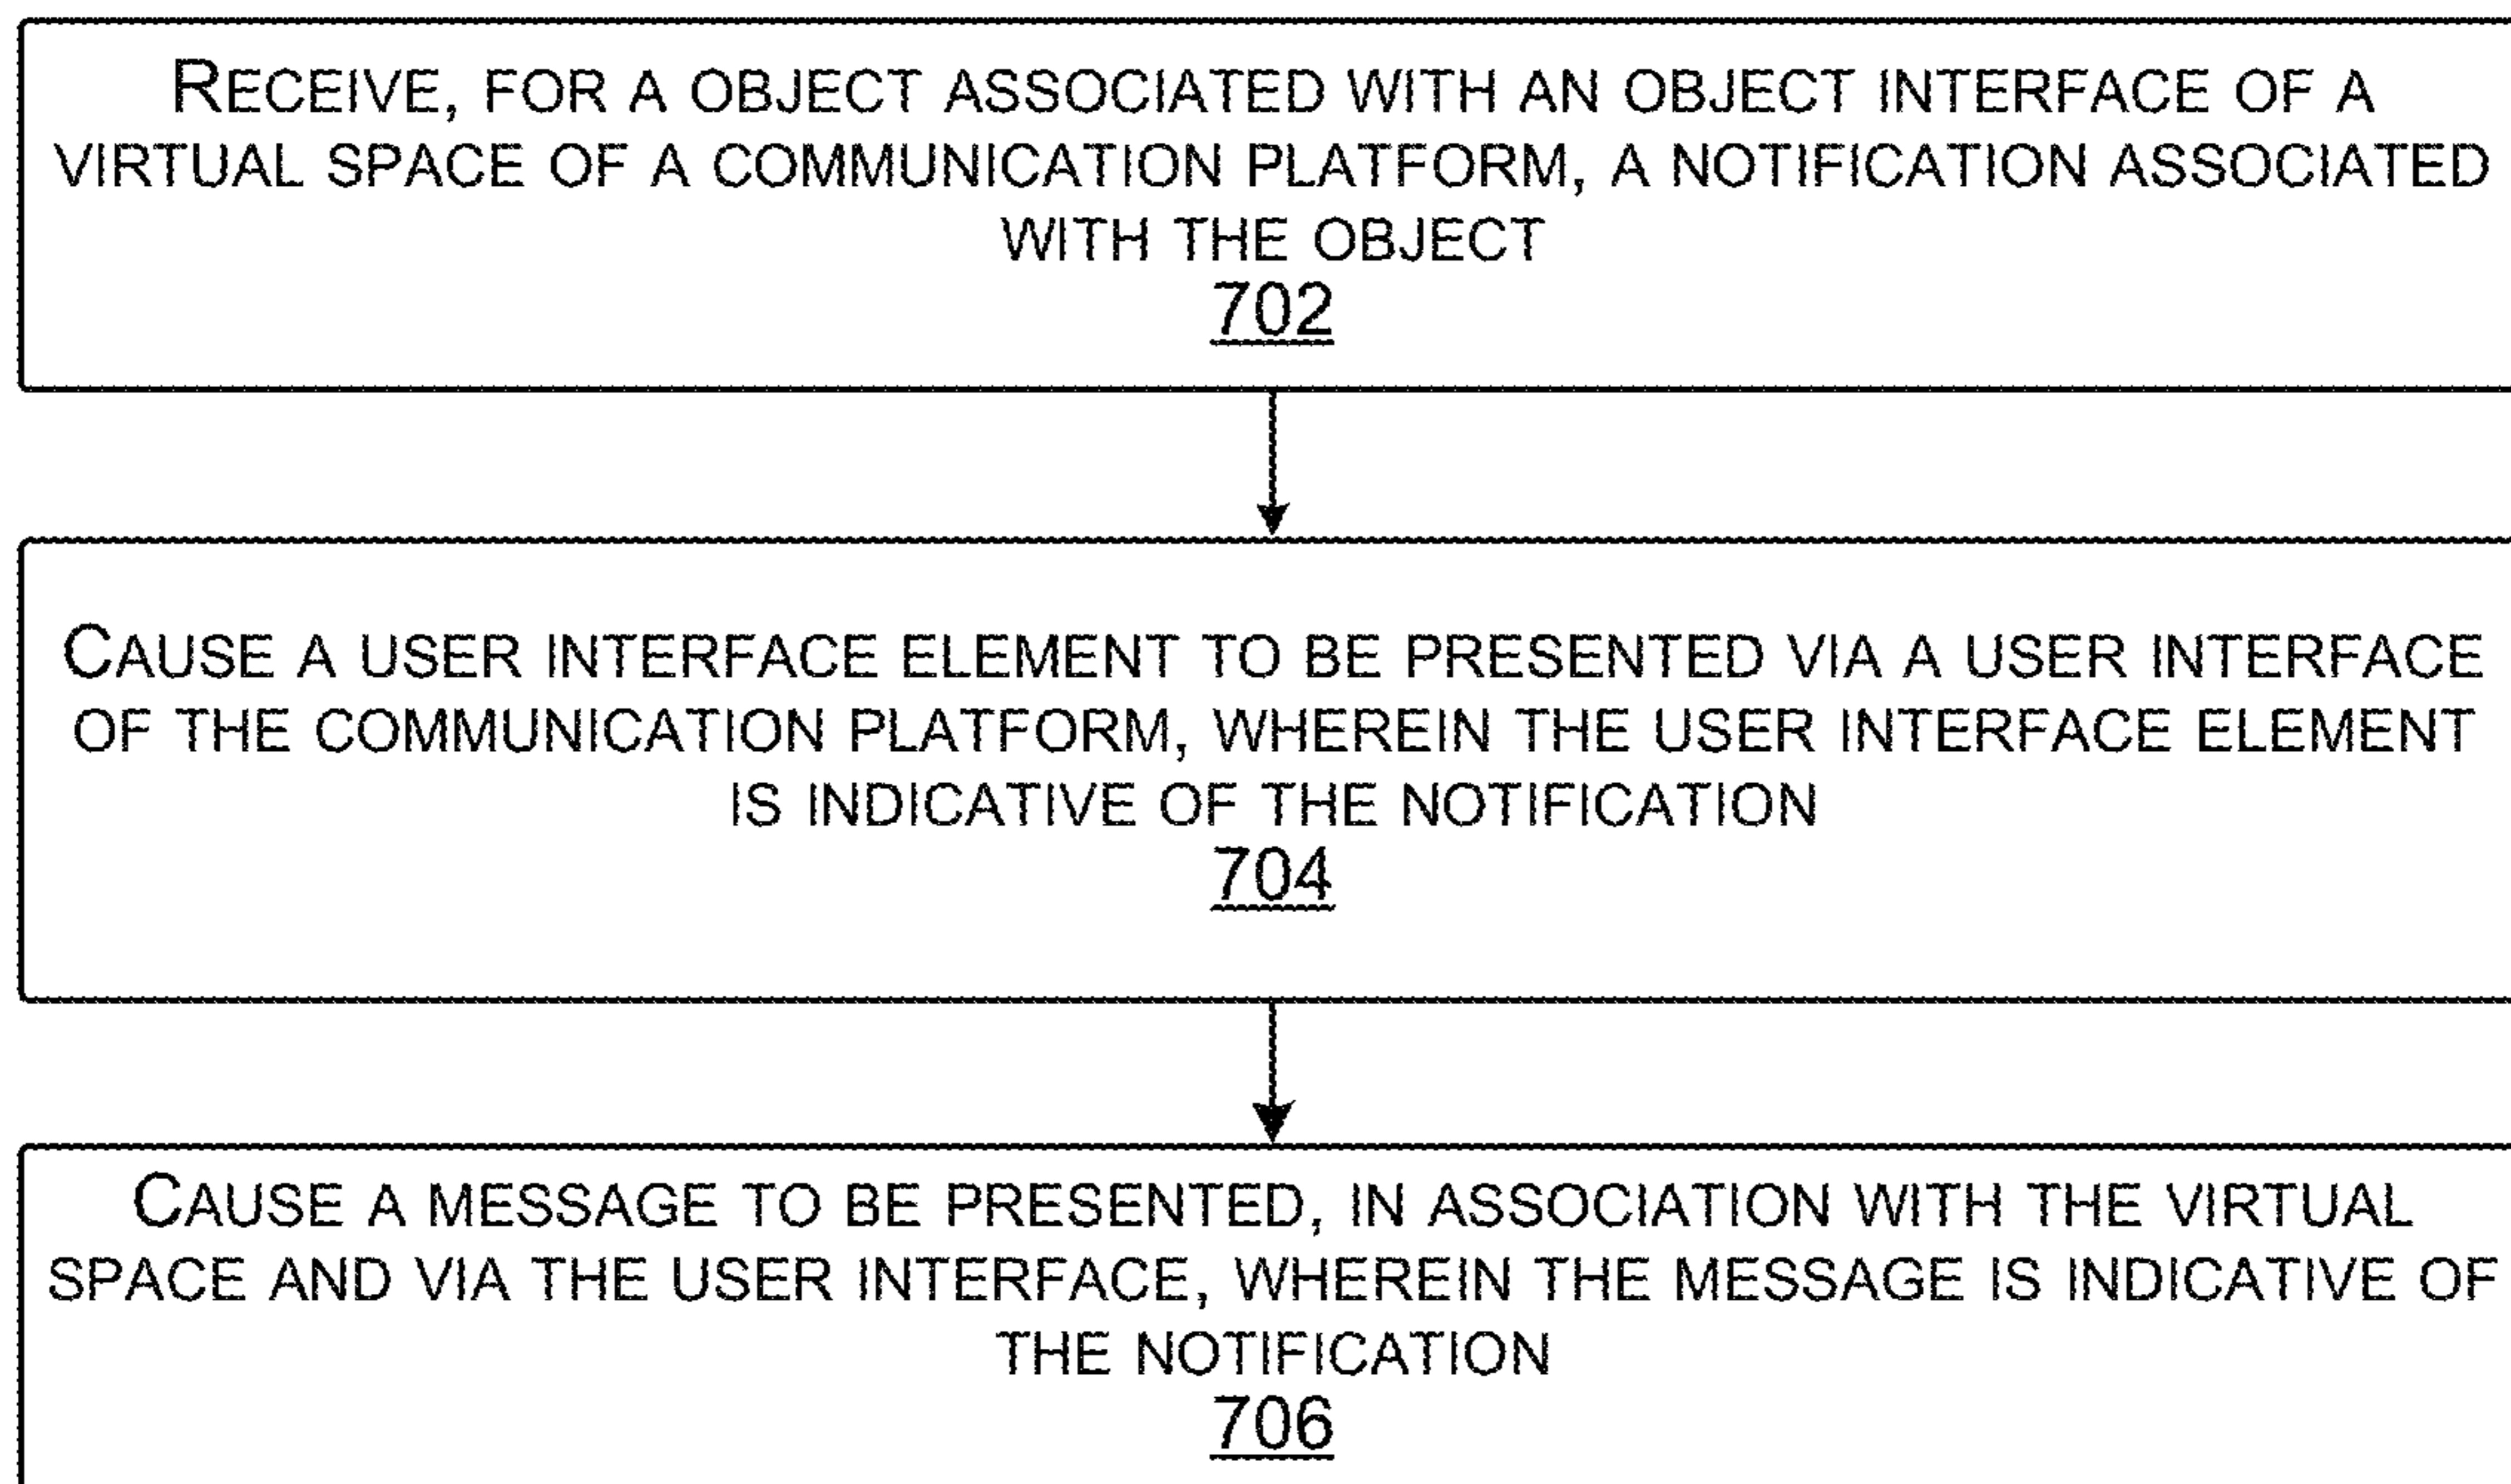 RECEIVE, FOR A OBJECT ASSOCIATED WITH AN OBJECT INTERFACE OF A
VIRTUAL SPACE OF A COMMUNICATION PLATFORM, A NOTIFICATION ASSOCIATED
WITH THE OBJECT
702
CAUSE A USER INTERFACE ELEMENT TO BE PRESENTED VIA A USER INTERFACE
OF THE COMMUNICATION PLATFORM, WHEREIN THE USER INTERFACE ELEMENT
IS INDICATIVE OF THE NOTIFICATION
704
CAUSE A MESSAGE TO BE PRESENTED, IN ASSOCIATION WITH THE VIRTUAL
SPACE AND VIA THE USER INTERFACE, WHEREIN THE MESSAGE IS INDICATIVE OF
THE NOTIFICATION
706